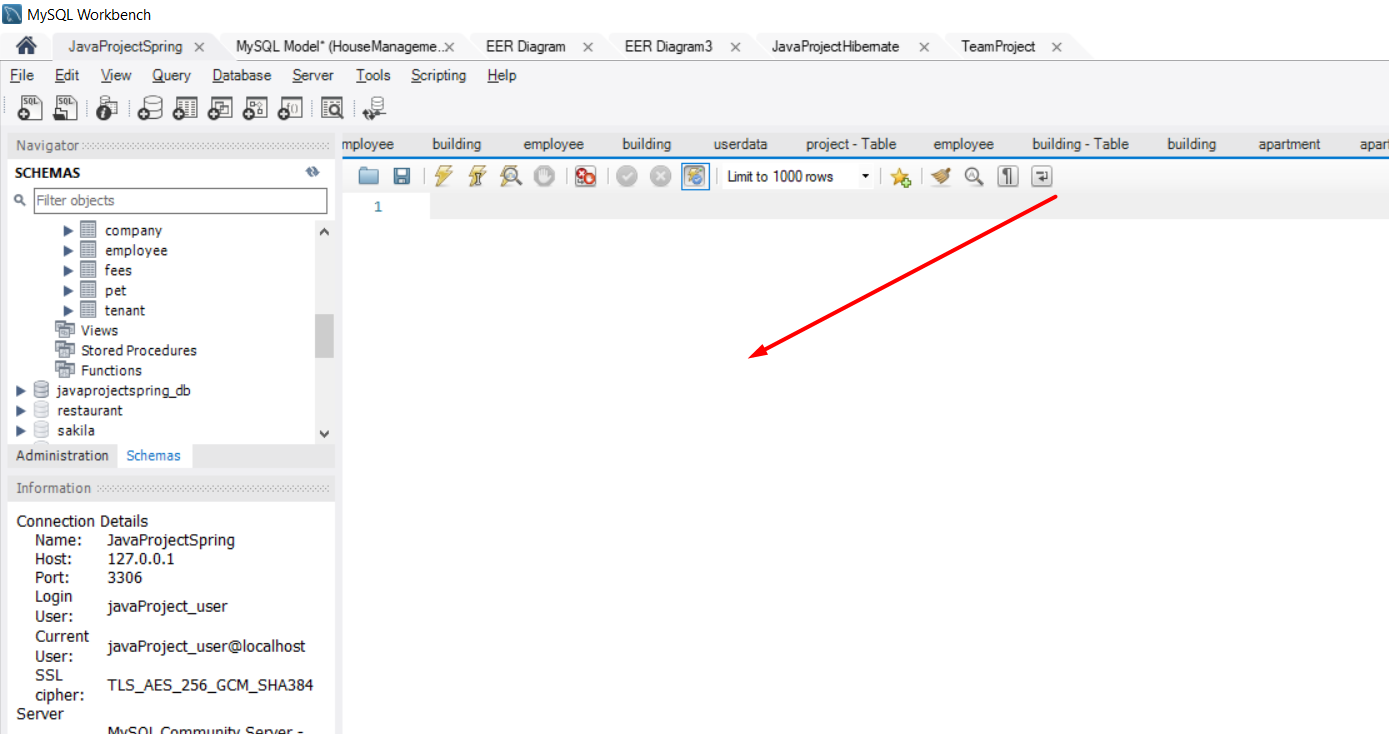 MySQL Workbench
JavaProjectSpring MySQL Model* (HouseManageme.. EER Diagram EER Diagram3 JavaProjectHibernate TeamProject
File Edit View Query Database Server Tools Scripting Help
SQL SQL
Navigator
mployee building employee building userdata project - Table employee building - Table building apartment apart
SCHEMAS
Limit to 1000 rows
Filter objects
1
company
employee
fees
pet
tenant
Views
Stored Procedures
Functions
javaprojectspring_db
restaurant
sakila
Administration Schemas
Information
Connection Details
Name: JavaProjectSpring
Host: 127.0.0.1
Port: 3306
Login
User: javaProject_user
Current
User: javaProject_user@localhost
SSL
cipher: TLS_AES_256_GCM_SHA384
Server
MySQL Community Server -